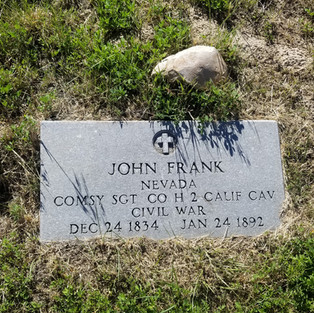 JOHN FRANK
NEVADA
COMSY SGT CO H 2 CALIF CAV
CIVIL WAR
DEC 24 1834 JAN 24 1892